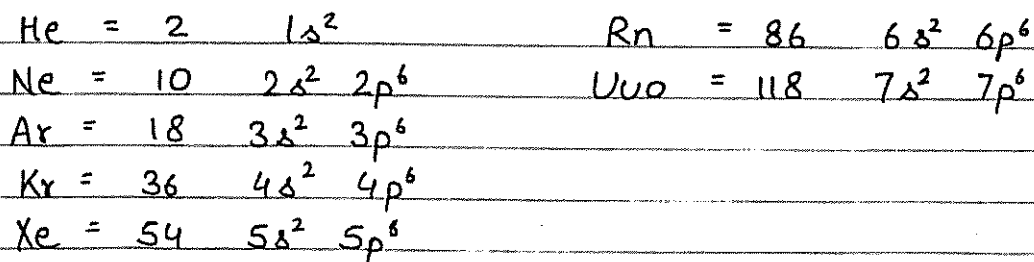 He = 2 1s² Rn = 86 6s² 6p⁶
Ne = 10 2s² 2p⁶ Uuo = 118 7s² 7p⁶
Ar = 18 3s² 3p⁶
Kr = 36 4s² 4p⁶
Xe = 54 5s² 5p⁶